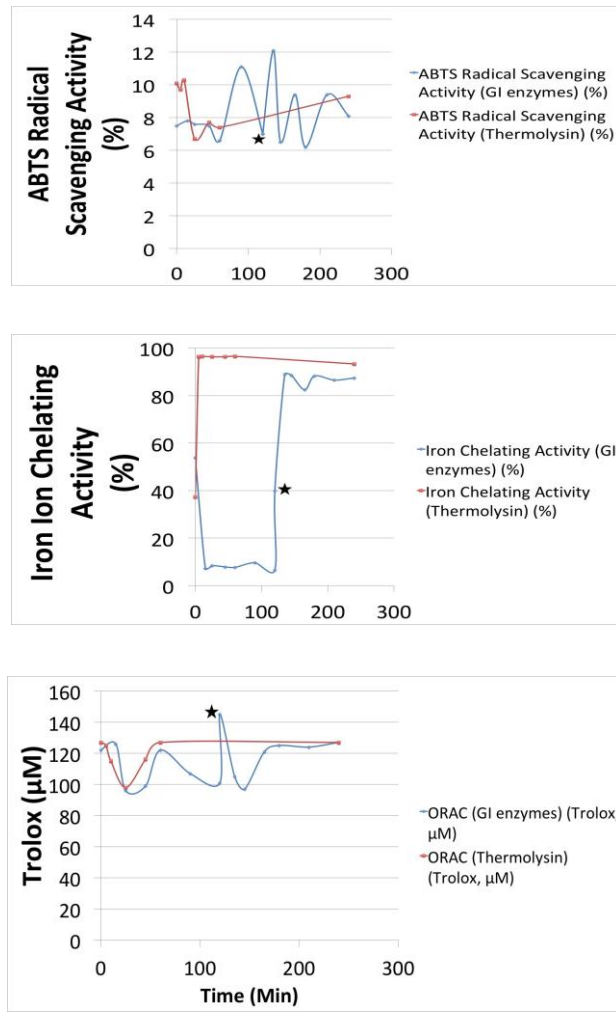 ABTS Radical
Scavenging Activity
(%)
14
12
10
8
6
4
2
0
0 100 200 300
ABTS Radical Scavenging
Activity (GI enzymes) (%)
ABTS Radical Scavenging
Activity (Thermolysin) (%)
Iron Ion Chelating
Activity
(%)
100
80
60
40
20
0
0 100 200 300
Iron Chelating Activity (GI
enzymes) (%)
Iron Chelating Activity
(Thermolysin) (%)
Trolox (µM)
160
140
120
100
80
60
40
20
0
0 100 200 300
Time (Min)
ORAC (GI enzymes) (Trolox,
µM)
ORAC (Thermolysin)
(Trolox, µM)